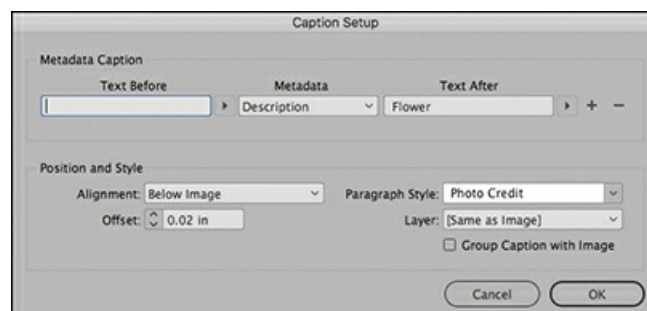 Caption Setup
Metadata Caption
Text Before Metadata Text After
Description Flower
Position and Style
Alignment: Below Image Paragraph Style: Photo Credit
Offset: 0.02 in Layer: [Same as Image]
Group Caption with Image
Cancel OK